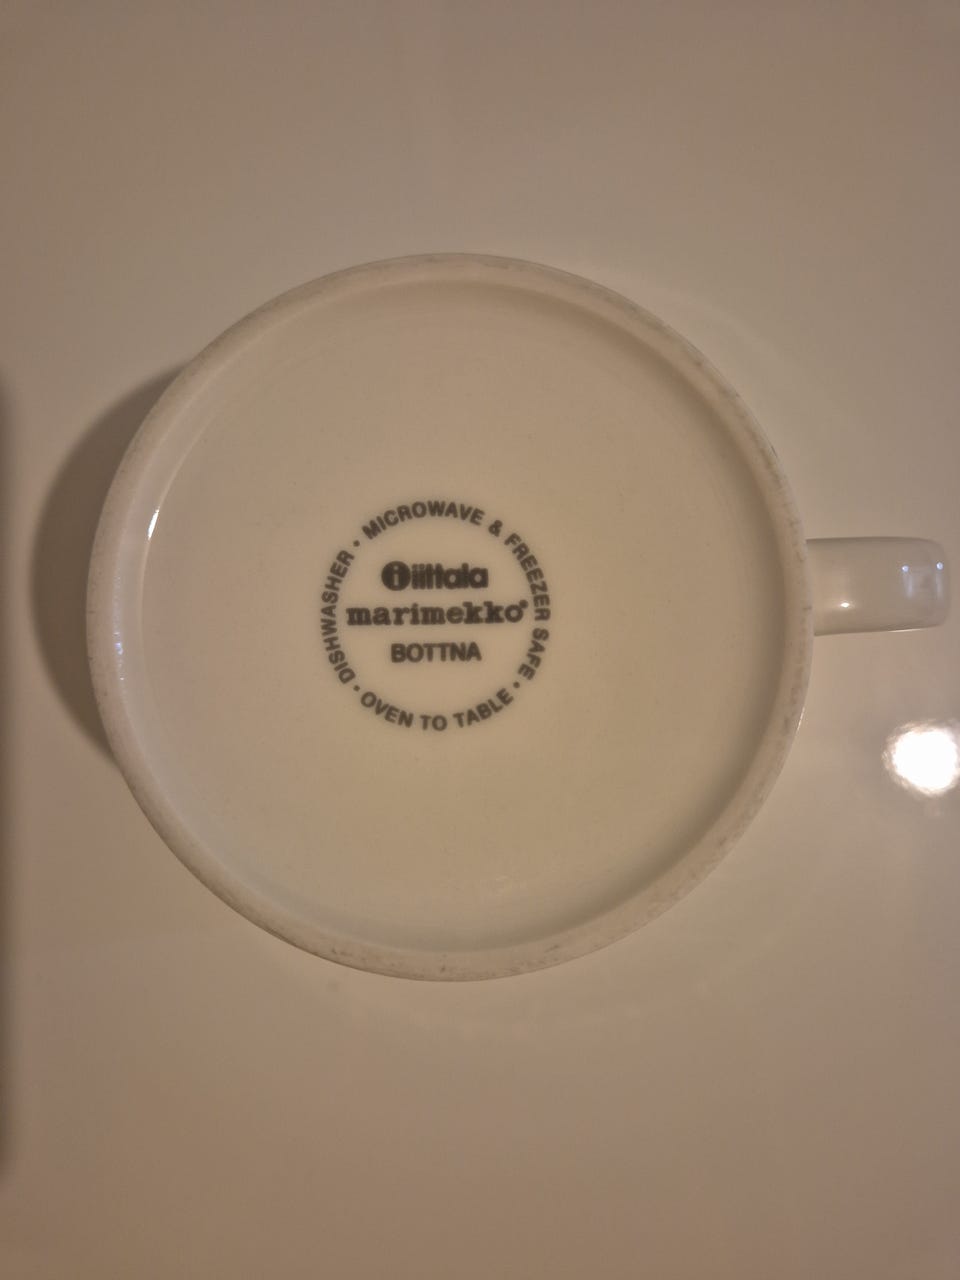 DISHWASHER • MICROWAVE & FREEZER SAFE • OVEN TO TABLE •
i iittala
marimekko®
BOTTNA